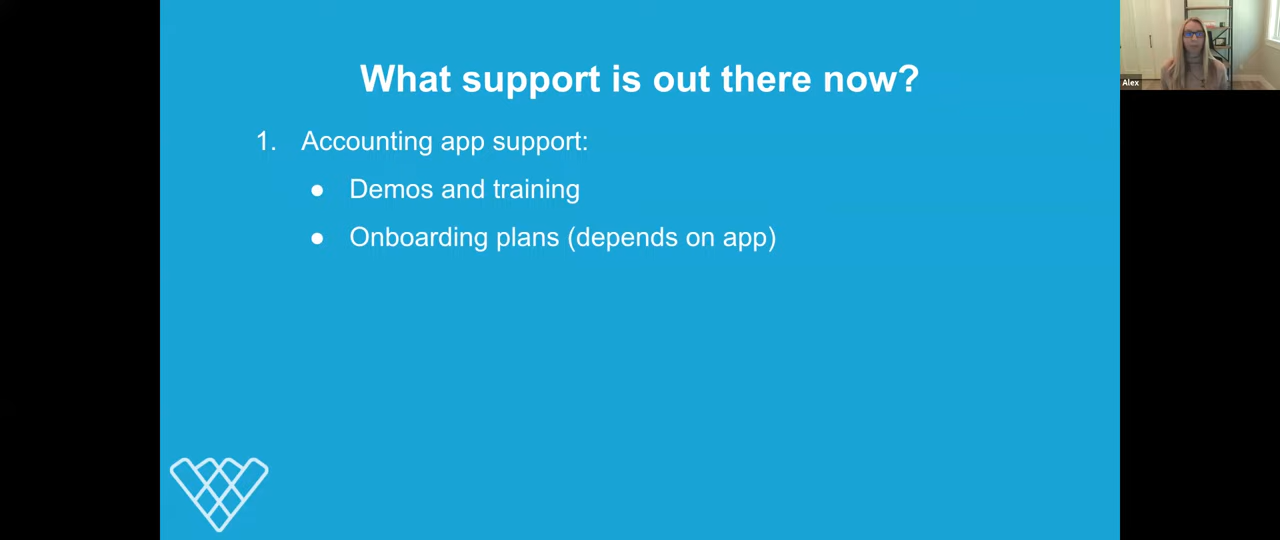 What support is out there now?
1. Accounting app support:
● Demos and training
● Onboarding plans (depends on app)
Alex